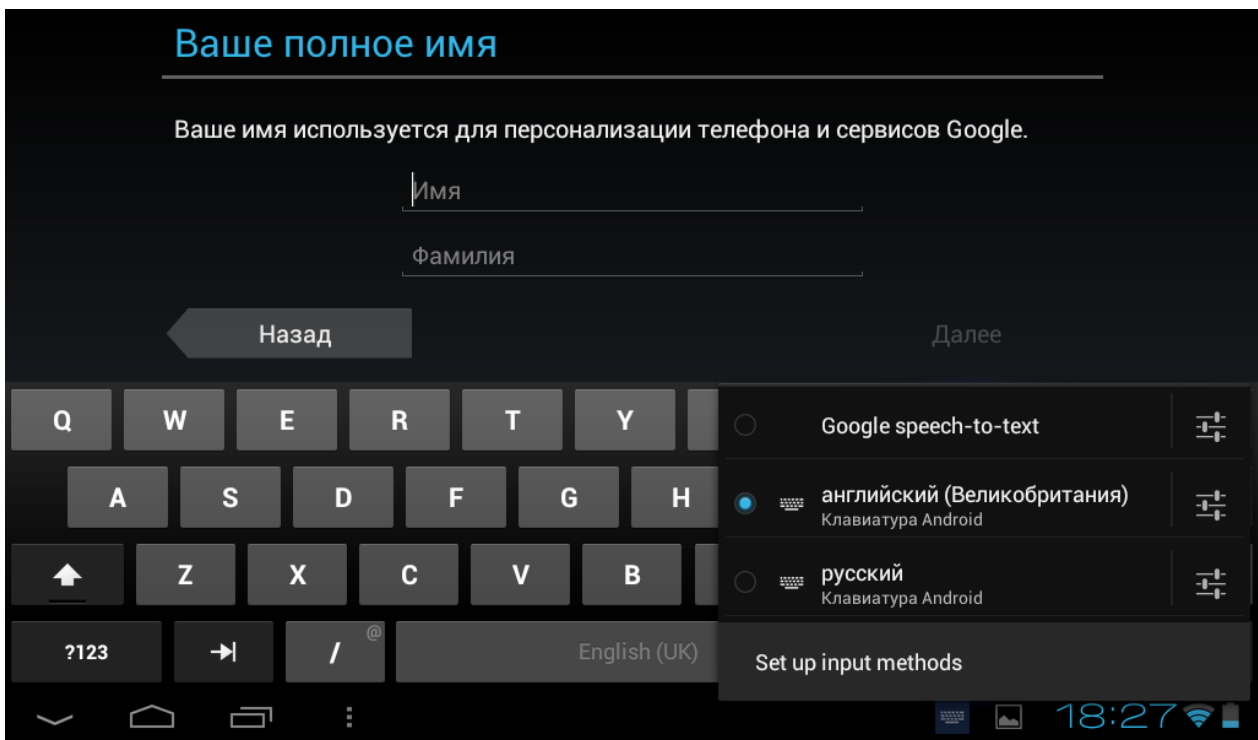 Ваше полное имя
Ваше имя используется для персонализации телефона и сервисов Google.
Имя
Фамилия
Назад
Далее
Q W E R T Y
Google speech-to-text
A S D F G H
английский (Великобритания)
Клавиатура Android
Z X C V B
русский
Клавиатура Android
?123 / @ English (UK)
Set up input methods
18:27